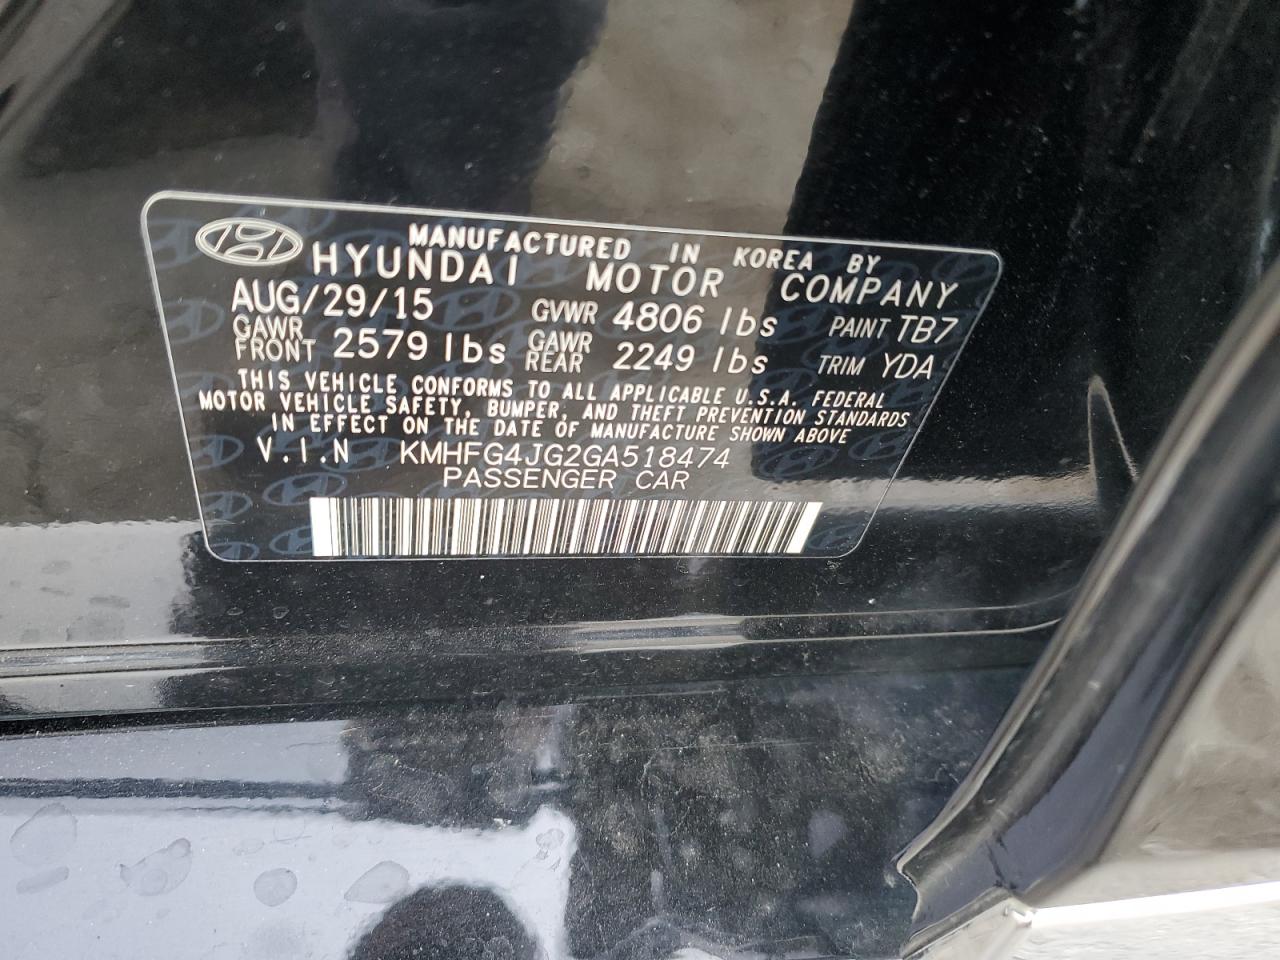 MANUFACTURED IN KOREA BY
HYUNDAI MOTOR COMPANY
AUG/29/15 GVWR 4806 lbs PAINT TB7
GAWR FRONT 2579 lbs GAWR REAR 2249 lbs TRIM YDA
THIS VEHICLE CONFORMS TO ALL APPLICABLE U.S.A. FEDERAL
MOTOR VEHICLE SAFETY, BUMPER, AND THEFT PREVENTION STANDARDS
IN EFFECT ON THE DATE OF MANUFACTURE SHOWN ABOVE
V.I.N KMHFG4JG2GA518474
PASSENGER CAR